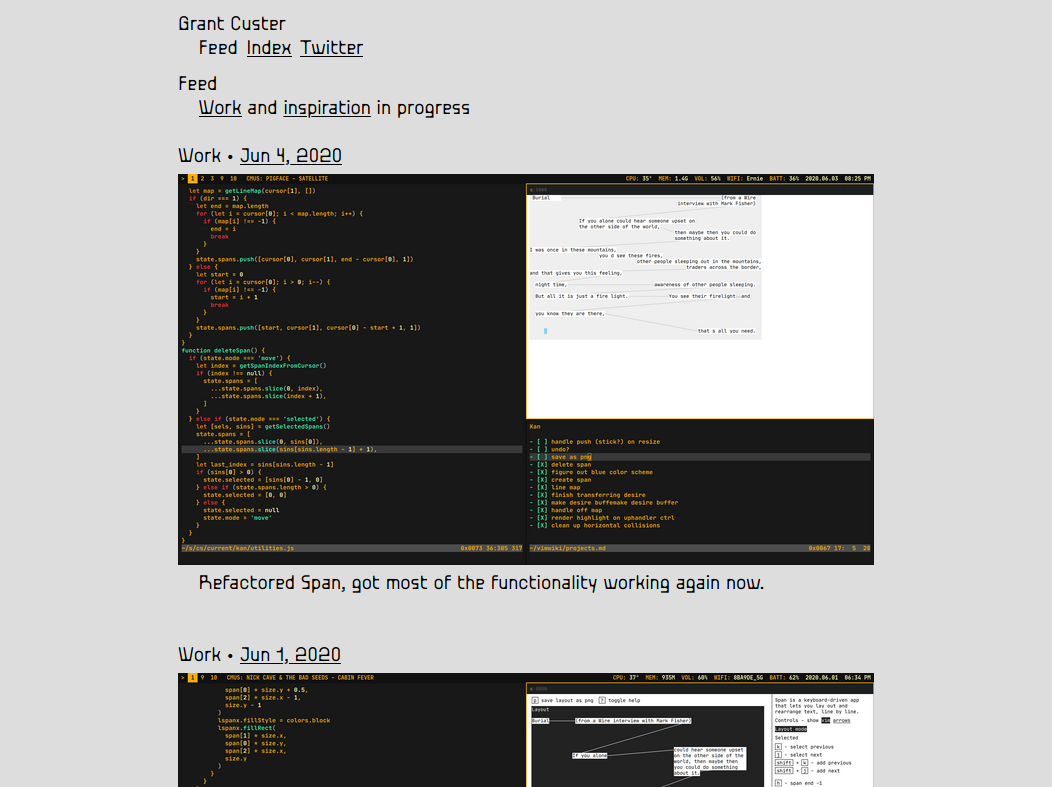 Grant Custer
Feed Index Twitter
Feed
Work and inspiration in progress
Work • Jun 4, 2020
> 1 2 3 9 10 CMUS: PIGFACE - SATELLITE
CPU: 35° MEM: 1.4G VOL: 56% WIFI: Ernie BATT: 36% 2020.06.03 08:25 PM
let map = getLineMap(cursor[1], [])
if (dir === 1) {
let end = map.length
for (let i = cursor[0]; i < map.length; i++) {
if (map[i] !== -1) {
end = i
break
}
}
state.spans.push([cursor[0], cursor[1], end - cursor[0], 1])
} else {
let start = 0
for (let i = cursor[0]; i > 0; i--) {
if (map[i] !== -1) {
start = i + 1
break
}
}
state.spans.push([start, cursor[1], cursor[0] - start + 1, 1])
}
}
function deleteSpan() {
if (state.mode === 'move') {
let index = getSpanIndexFromCursor()
if (index !== null) {
state.spans = [
...state.spans.slice(0, index),
...state.spans.slice(index + 1),
]
}
} else if (state.mode === 'selected') {
let [sels, sins] = getSelectedSpans()
state.spans = [
...state.spans.slice(0, sins[0]),
...state.spans.slice(sins[sins.length - 1] + 1),
]
let last_index = sins[sins.length - 1]
if (sins[0] > 0) {
state.selected = [sins[0] - 1, 0]
} else if (state.spans.length > 0) {
state.selected = [0, 0]
} else {
state.selected = null
state.mode = 'move'
}
}
}
~/s/cs/current/kan/utilities.js 0x0073 36:305 317
Burial (from a Wire
interview with Mark Fisher)
If you alone could hear someone upset on
the other side of the world,
then maybe then you could do
something about it.
I was once in these mountains,
you d see these fires,
other people sleeping out in the mountains,
traders across the border,
and that gives you this feeling,
night time, awareness of other people sleeping.
But all it is just a fire light. You see their firelight and
you know they are there,
that s all you need.
Kan
- [ ] handle push (stick?) on resize
- [ ] undo?
- [ ] save as png
- [X] delete span
- [X] figure out blue color scheme
- [X] create span
- [X] line map
- [X] finish transferring desire
- [X] make desire buffemake desire buffer
- [X] handle off map
- [X] render highlight on uphandler ctrl
- [X] clean up horizontal collisions
~/vimwiki/projects.md 0x0067 17: 5 20
Refactored Span, got most of the functionality working again now.
Work • Jun 1, 2020
> 1 9 10 CMUS: NICK CAVE & THE BAD SEEDS - CABIN FEVER
CPU: 37° MEM: 935M VOL: 60% WIFI: 0BA9DE_5G BATT: 62% 2020.06.01 06:34 PM
span[0] * size.y + 0.5,
span[2] * size.x - 1,
size.y - 1
)
lspanx.fillStyle = colors.block
lspanx.fillRect(
span[1] * size.x,
span[0] * size.y,
span[2] * size.x,
size.y
)
}
}
p save layout as png ? toggle help
Layout
Burial (from a Wire interview with Mark Fisher)
If you alone
could hear someone upset
on the other side of the
world, then maybe then
you could do something
about it.
Span is a keyboard-driven app
that lets you lay out and
rearrange text, line by line.
Controls - show vim arrows
Layout mode
Selected
k - select previous
j - select next
shift + k - add previous
shift + j - add next
h - span end -1